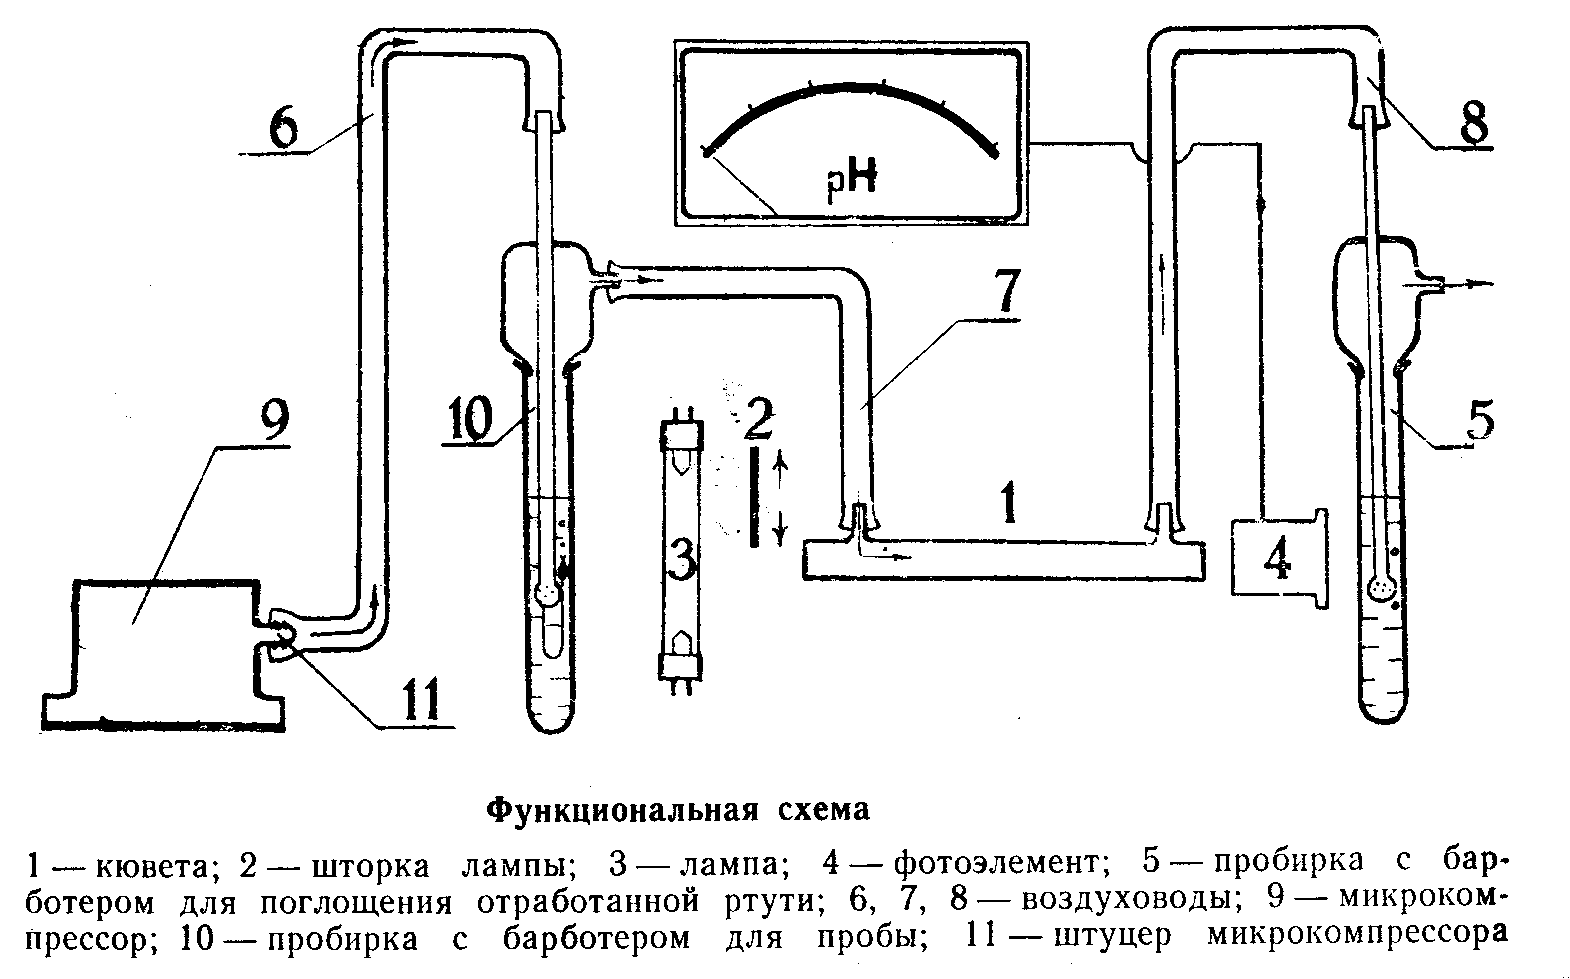 6
8
pH
7
9
10
2
5
1
3
4
11
Функциональная схема
1 — кювета; 2 — шторка лампы; 3 — лампа; 4 — фотоэлемент; 5 — пробирка с бар-
ботером для поглощения отработанной ртути; 6, 7, 8 — воздуховоды; 9 — микроком-
прессор; 10 — пробирка с барботером для пробы; 11 — штуцер микрокомпрессора